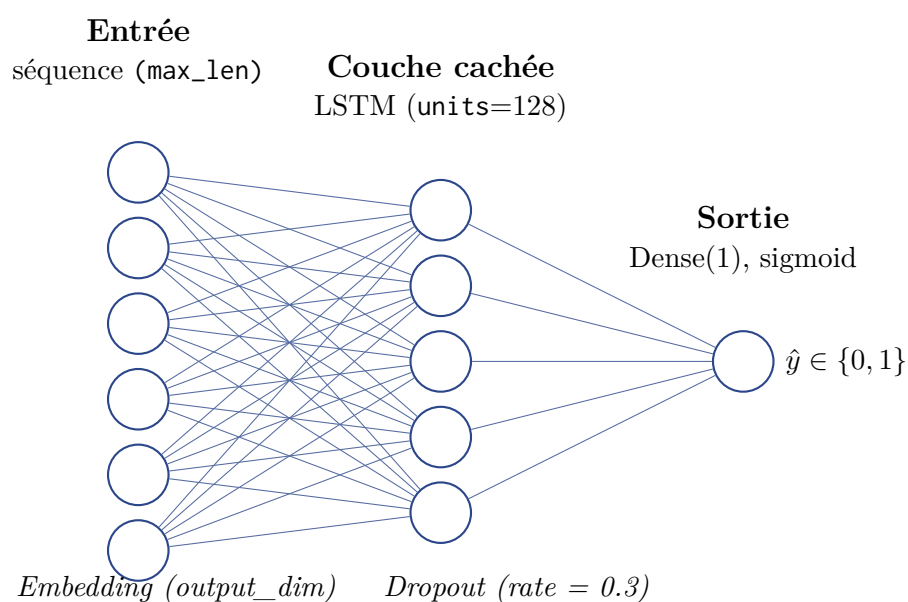 Entrée
séquence (max_len)
Couche cachée
LSTM (units=128)
Sortie
Dense(1), sigmoid
ŷ ∈ {0, 1}
Embedding (output_dim)
Dropout (rate = 0.3)